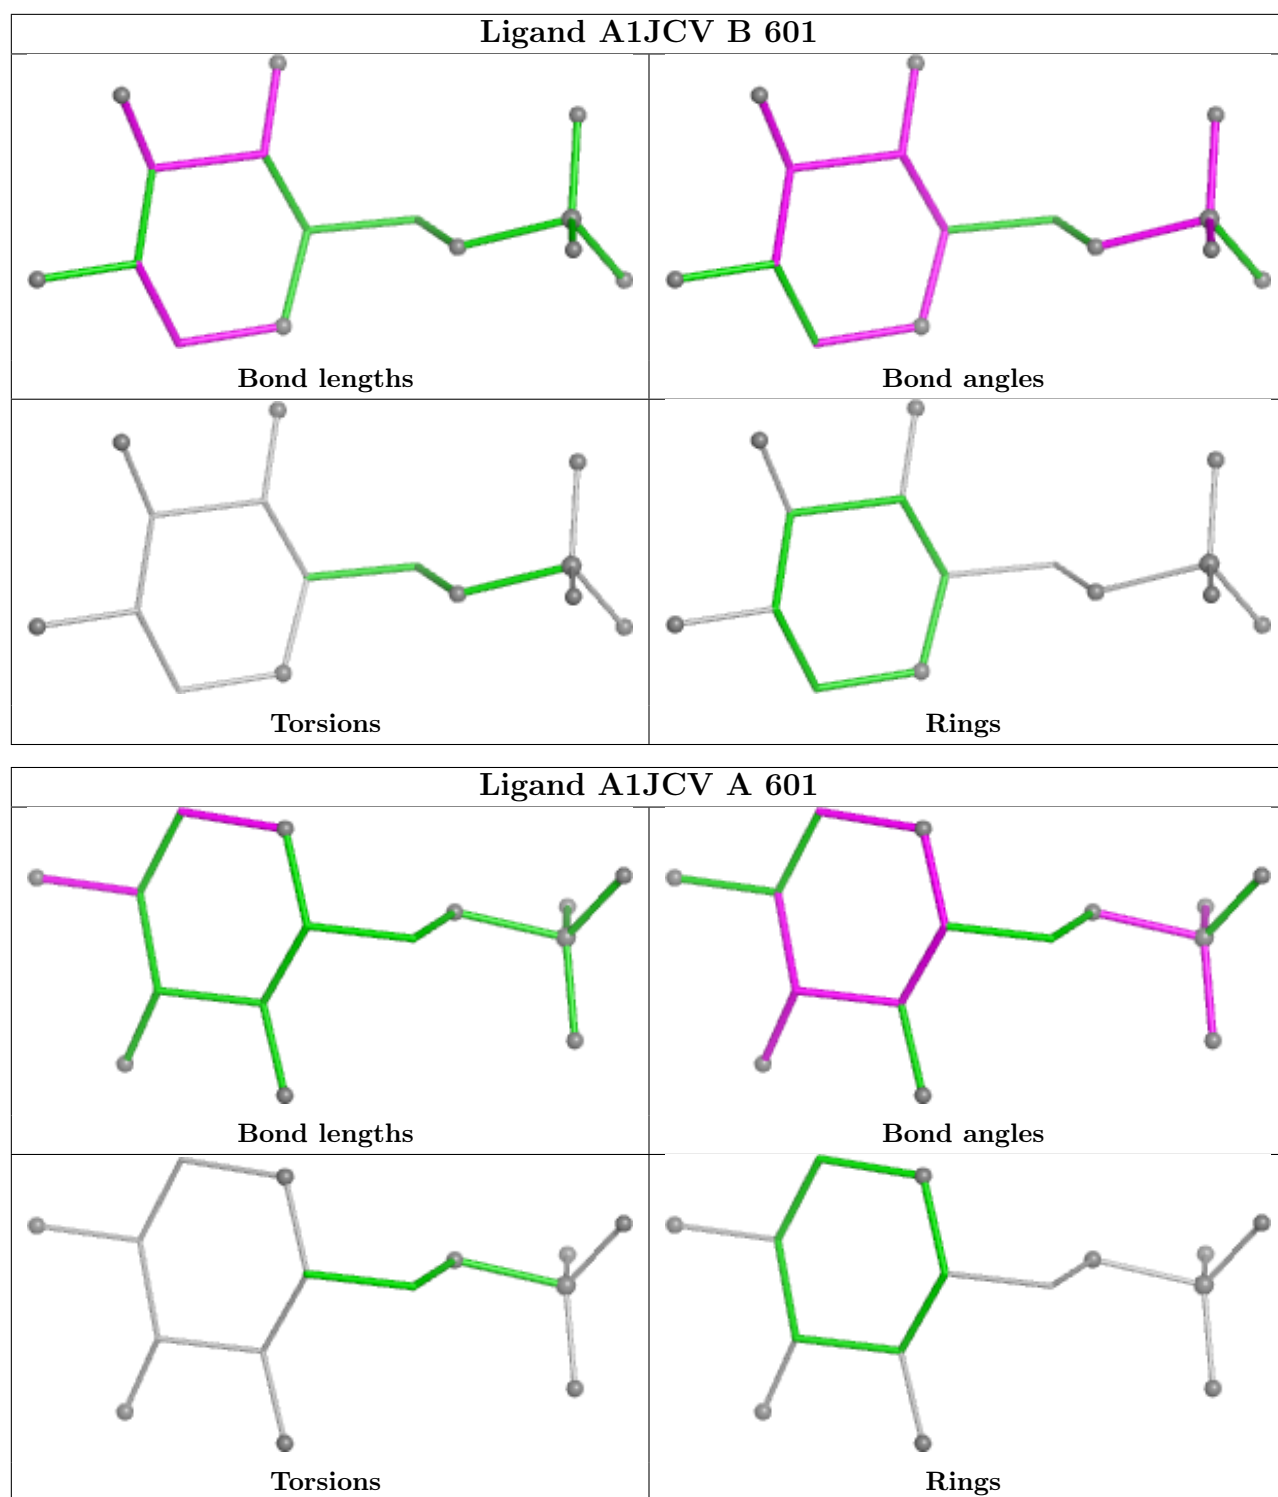 Ligand A1JCV B 601
Bond lengths
Bond angles
Torsions
Rings
Ligand A1JCV A 601
Bond lengths
Bond angles
Torsions
Rings